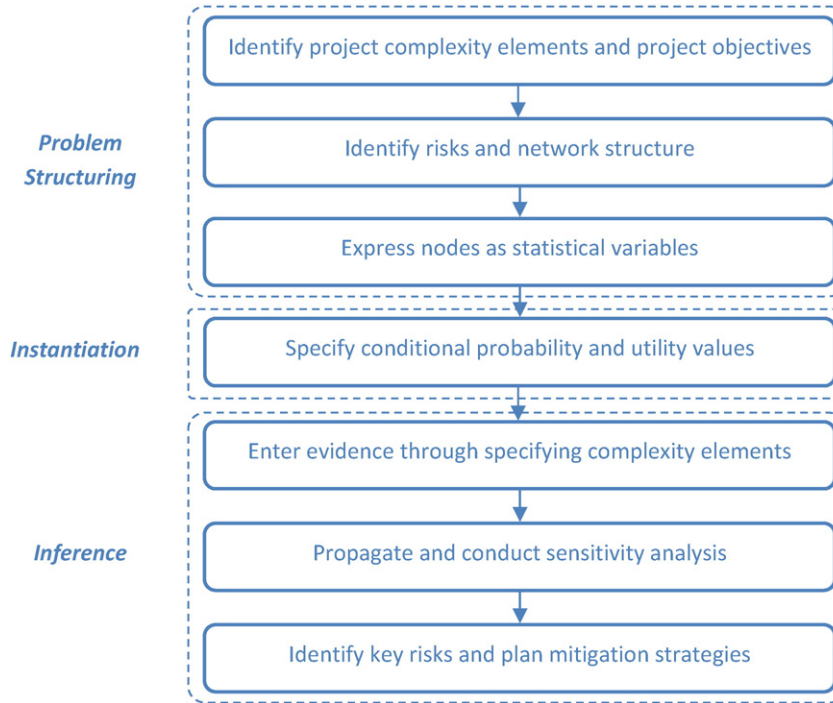 Identify project complexity elements and project objectives
Problem
Structuring
Identify risks and network structure
Express nodes as statistical variables
Instantiation
Specify conditional probability and utility values
Enter evidence through specifying complexity elements
Inference
Propagate and conduct sensitivity analysis
Identify key risks and plan mitigation strategies